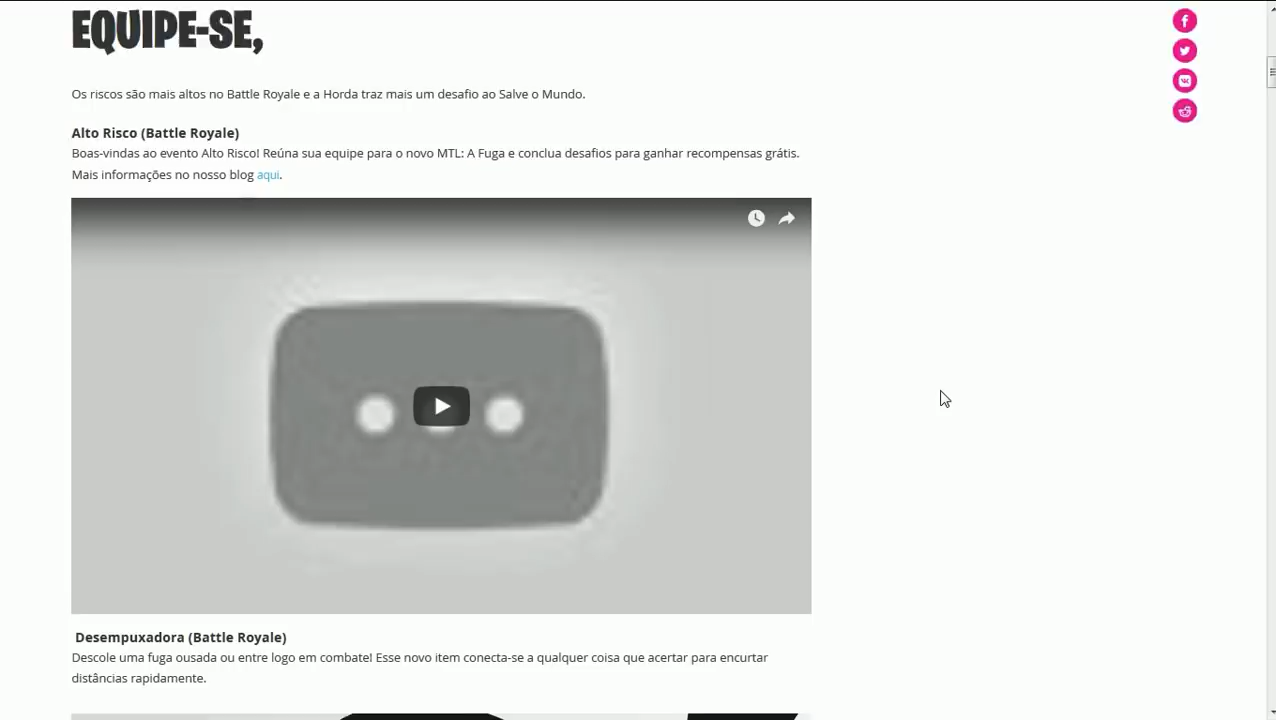 EQUIPE-SE,
Os riscos são mais altos no Battle Royale e a Horda traz mais um desafio ao Salve o Mundo.
Alto Risco (Battle Royale)
Boas-vindas ao evento Alto Risco! Reúna sua equipe para o novo MTL: A Fuga e conclua desafios para ganhar recompensas grátis.
Mais informações no nosso blog aqui.
Desempuxadora (Battle Royale)
Descole uma fuga ousada ou entre logo em combate! Esse novo item conecta-se a qualquer coisa que acertar para encurtar
distâncias rapidamente.